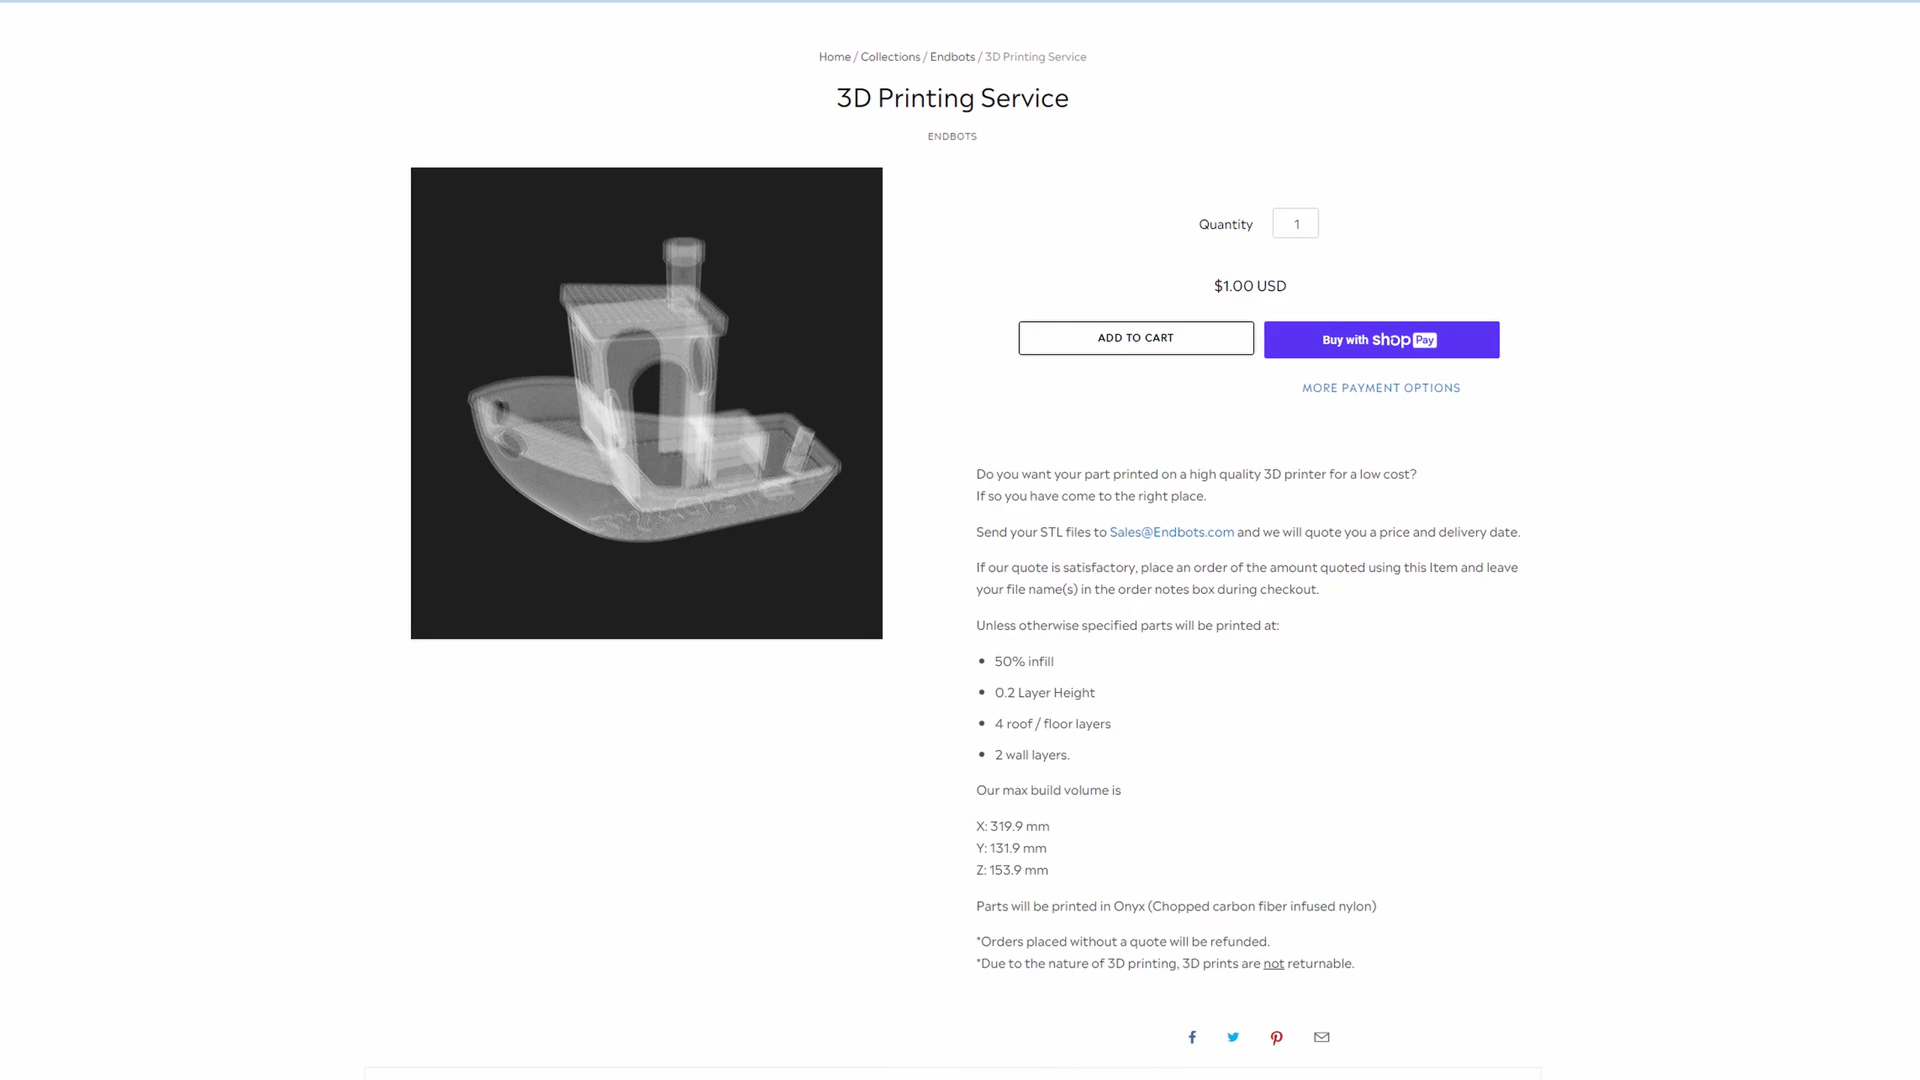 Home / Collections / Endbots / 3D Printing Service
3D Printing Service
ENDBOTS
Quantity 1
$1.00 USD
ADD TO CART
Buy with shop Pay
MORE PAYMENT OPTIONS
Do you want your part printed on a high quality 3D printer for a low cost?
If so you have come to the right place.
Send your STL files to Sales@Endbots.com and we will quote you a price and delivery date.
If our quote is satisfactory, place an order of the amount quoted using this Item and leave
your file name(s) in the order notes box during checkout.
Unless otherwise specified parts will be printed at:
• 50% infill
• 0.2 Layer Height
• 4 roof / floor layers
• 2 wall layers.
Our max build volume is
X: 319.9 mm
Y: 131.9 mm
Z: 153.9 mm
Parts will be printed in Onyx (Chopped carbon fiber infused nylon)
*Orders placed without a quote will be refunded.
*Due to the nature of 3D printing, 3D prints are not returnable.